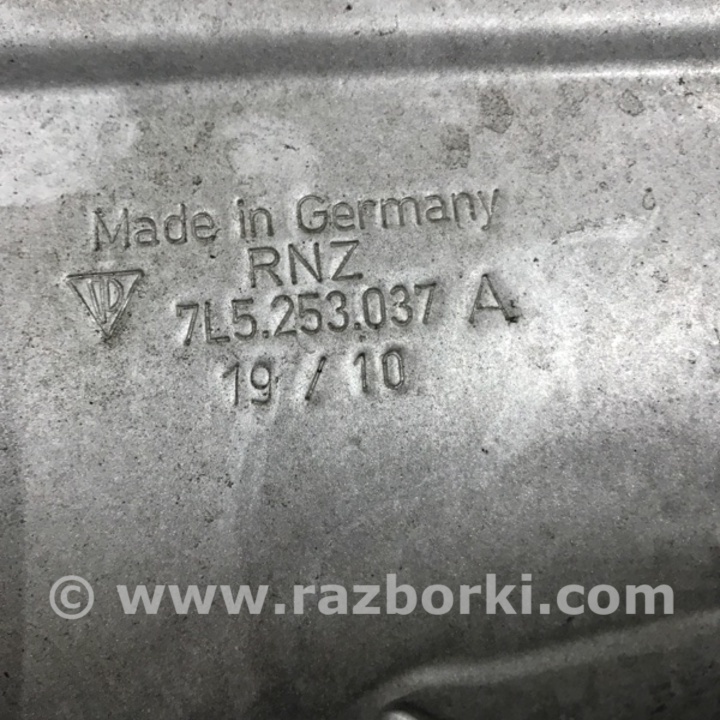 Made in Germany
RNZ
7L5.253.037 A
19 / 10
© www.razborki.com